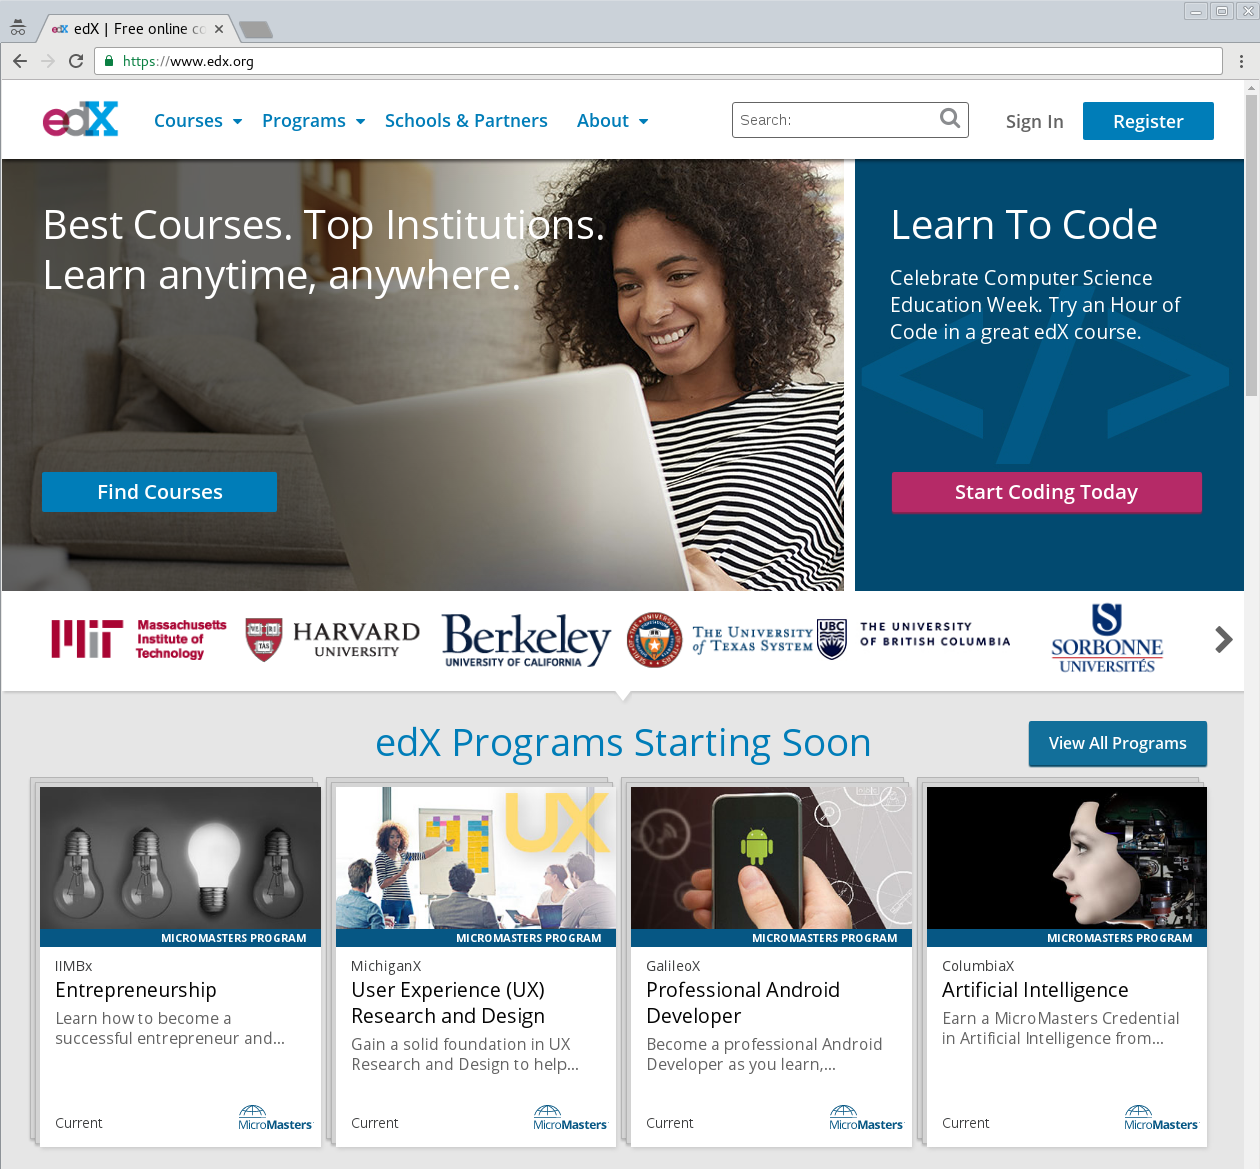 edX | Free online co
https://www.edx.org
edX
Courses
Programs
Schools & Partners
About
Search:
Sign In
Register
Best Courses. Top Institutions.
Learn anytime, anywhere.
Find Courses
Learn To Code
Celebrate Computer Science
Education Week. Try an Hour of
Code in a great edX course.
</>
Start Coding Today
MIT
Massachusetts
Institute of
Technology
HARVARD
UNIVERSITY
Berkeley
UNIVERSITY OF CALIFORNIA
THE UNIVERSITY
of TEXAS SYSTEM
UBC
THE UNIVERSITY
OF BRITISH COLUMBIA
S
SORBONNE
UNIVERSITÉS
edX Programs Starting Soon
View All Programs
MICROMASTERS PROGRAM
IIMBx
Entrepreneurship
Learn how to become a
successful entrepreneur and...
Current
MicroMasters
UX
MICROMASTERS PROGRAM
MichiganX
User Experience (UX)
Research and Design
Gain a solid foundation in UX
Research and Design to help...
Current
MicroMasters
MICROMASTERS PROGRAM
GalileoX
Professional Android
Developer
Become a professional Android
Developer as you learn,...
Current
MicroMasters
MICROMASTERS PROGRAM
ColumbiaX
Artificial Intelligence
Earn a MicroMasters Credential
in Artificial Intelligence from...
Current
MicroMasters